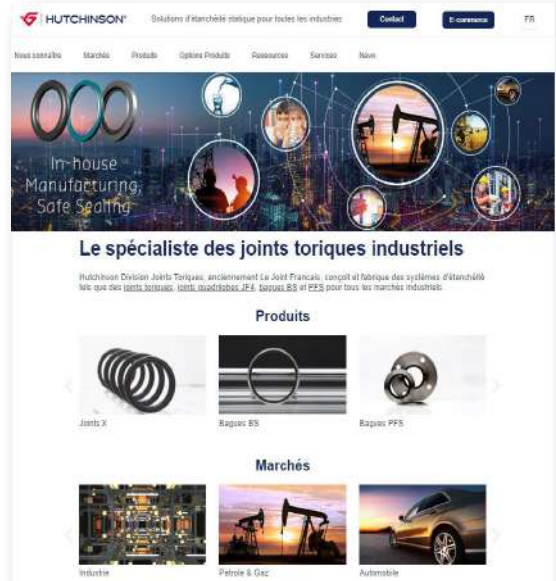 HUTCHINSON®
Solutions d'étanchéité statique pour toutes les industries
Contact
E-commerce
FR
Nous connaître
Marchés
Produits
Options Produits
Ressources
Services
News
In-house
Manufacturing,
Safe Sealing
Le spécialiste des joints toriques industriels
Hutchinson Division Joints Toriques, anciennement Le Joint Francais, conçoit et fabrique des systèmes d'étanchéité
tels que des joints toriques, joints quadrilobes JF4, bagues BS et PFS pour tous les marchés industriels.
Produits
Joints X
Bagues BS
Bagues PFS
Marchés
Industrie
Pétrole & Gaz
Automobile